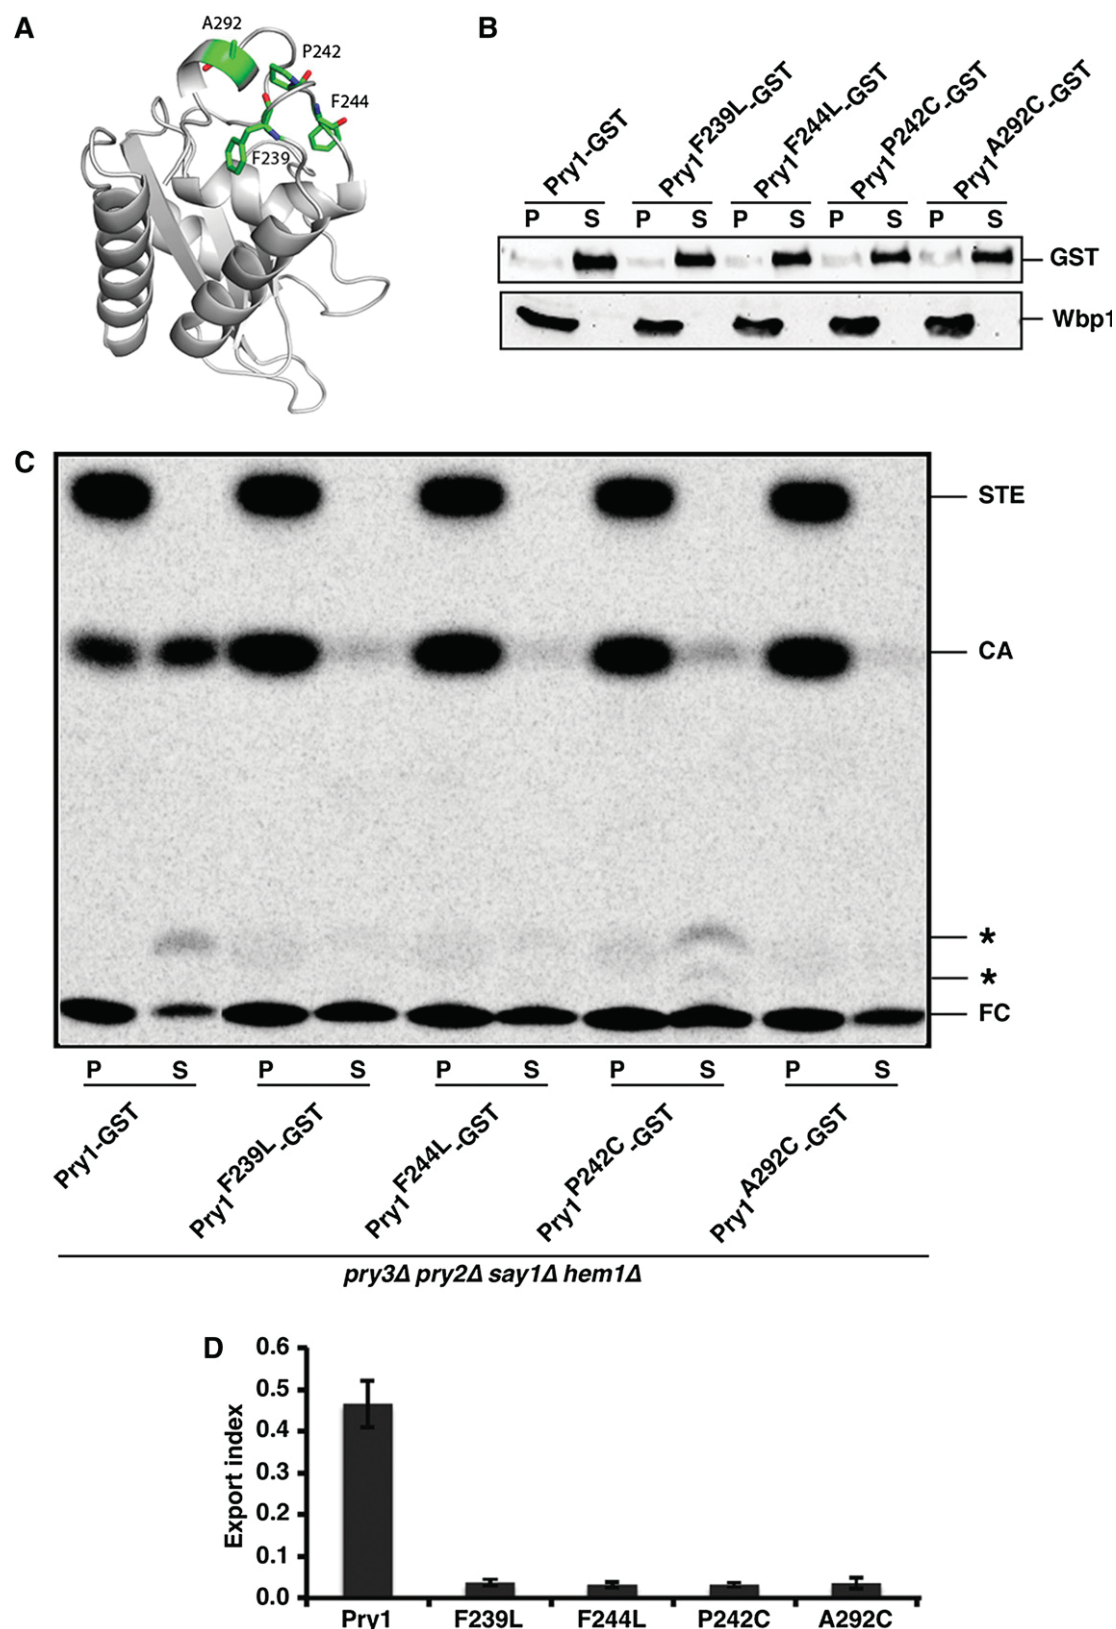 A
A292
P242
F244
F239
B
Pry1-GST
Pry1F239L-GST
Pry1F244L-GST
Pry1P242C-GST
Pry1A292C-GST
P S P S P S P S P S
GST
Wbp1
C
STE
CA
*
*
FC
P S P S P S P S P S
Pry1-GST
Pry1F239L-GST
Pry1F244L-GST
Pry1P242C-GST
Pry1A292C-GST
pry3Δ pry2Δ say1Δ hem1Δ
D
Export index
0.6
0.5
0.4
0.3
0.2
0.1
0.0
Pry1 F239L F244L P242C A292C